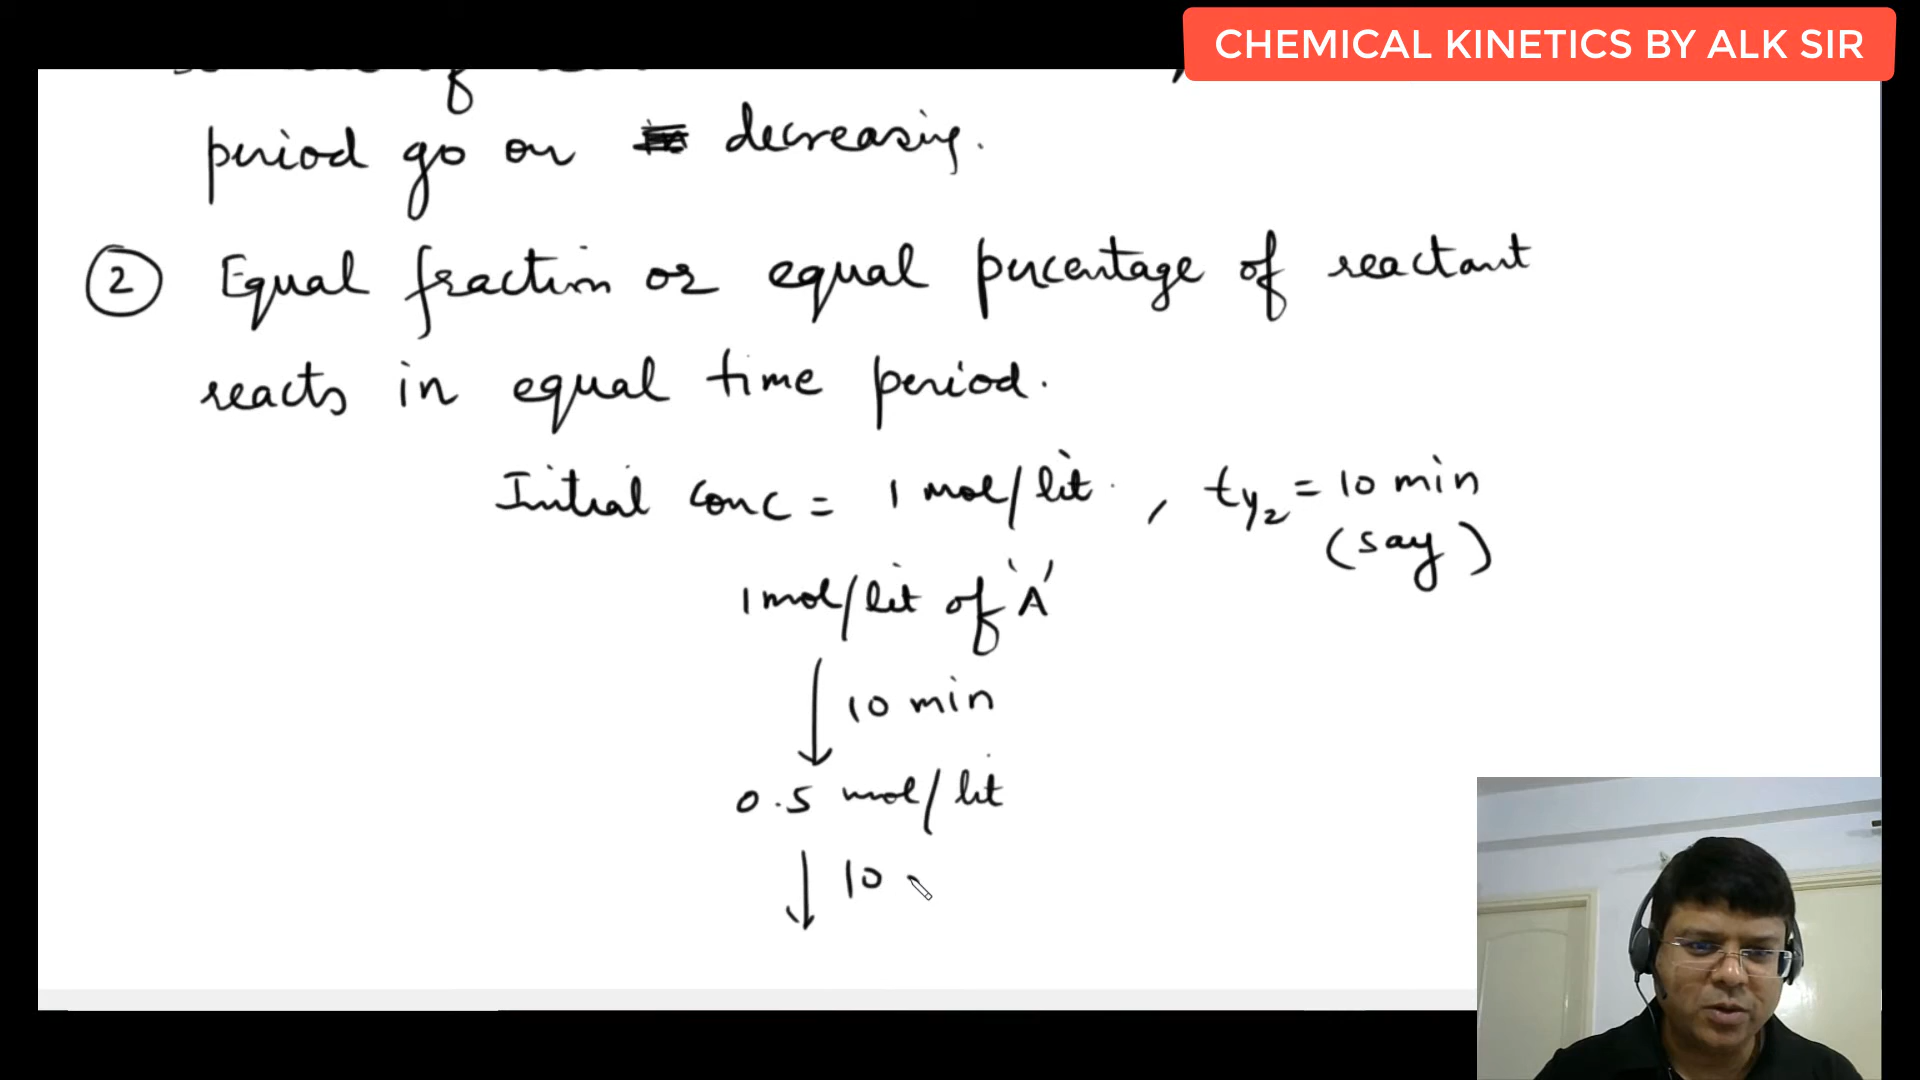 CHEMICAL KINETICS BY ALK SIR
period go on decreasing.
② Equal fraction or equal percentage of reactant
reacts in equal time period.
Initial conc = 1 mol/lit , t1/2 = 10 min
(say)
1 mol/lit of 'A'
10 min
0.5 mol/lit
10